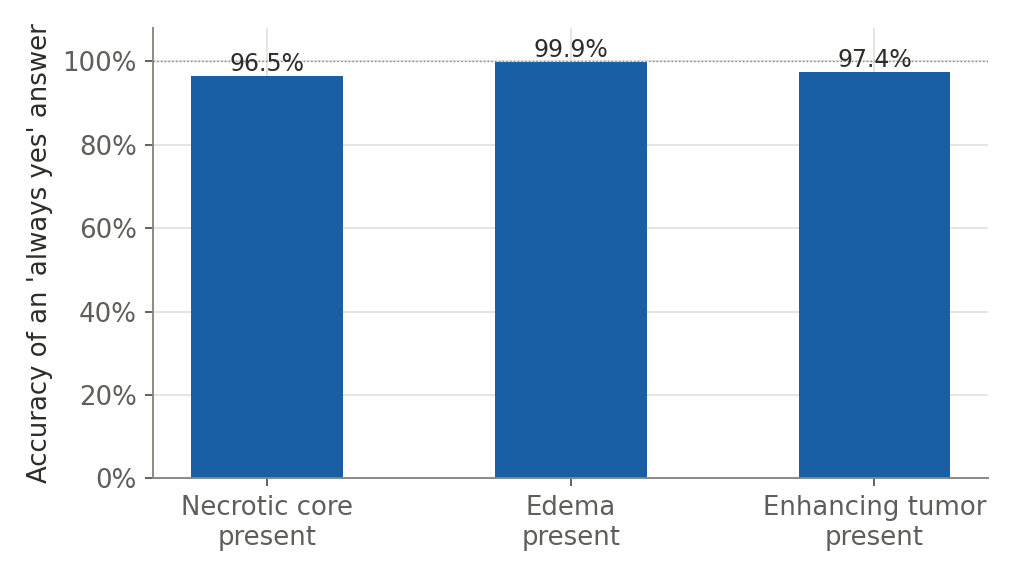 Accuracy of an 'always yes' answer
100%
80%
60%
40%
20%
0%
96.5%
99.9%
97.4%
Necrotic core
present
Edema
present
Enhancing tumor
present